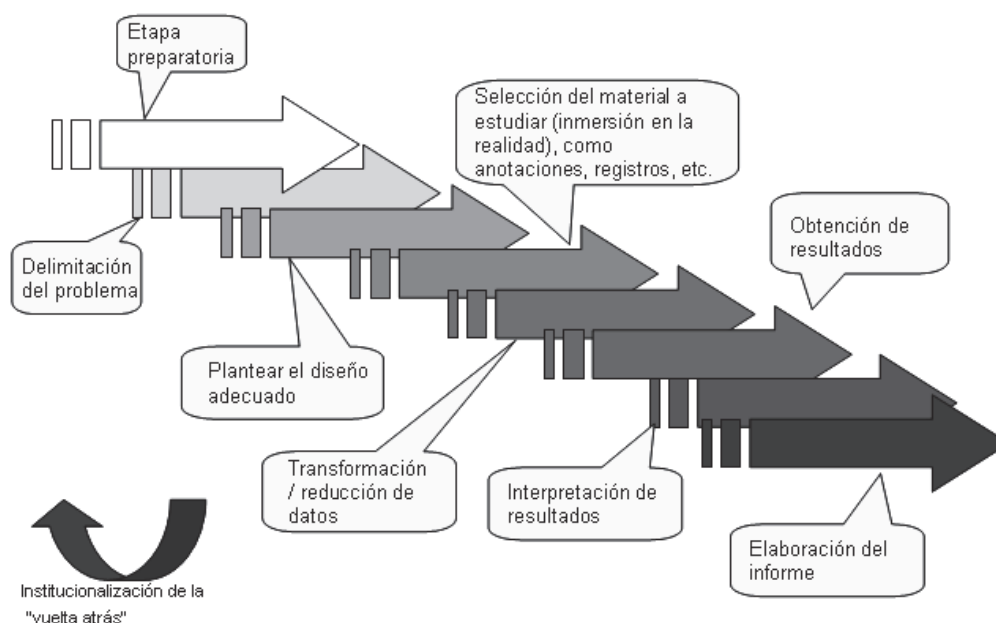 Etapa
preparatoria
Delimitación
del problema
Plantear el diseño
adecuado
Selección del material a
estudiar (inmersión en la
realidad), como
anotaciones, registros, etc.
Transformación
/ reducción de
datos
Obtención de
resultados
Interpretación de
resultados
Elaboración del
informe
Institucionalización de la
"vuelta atrás"